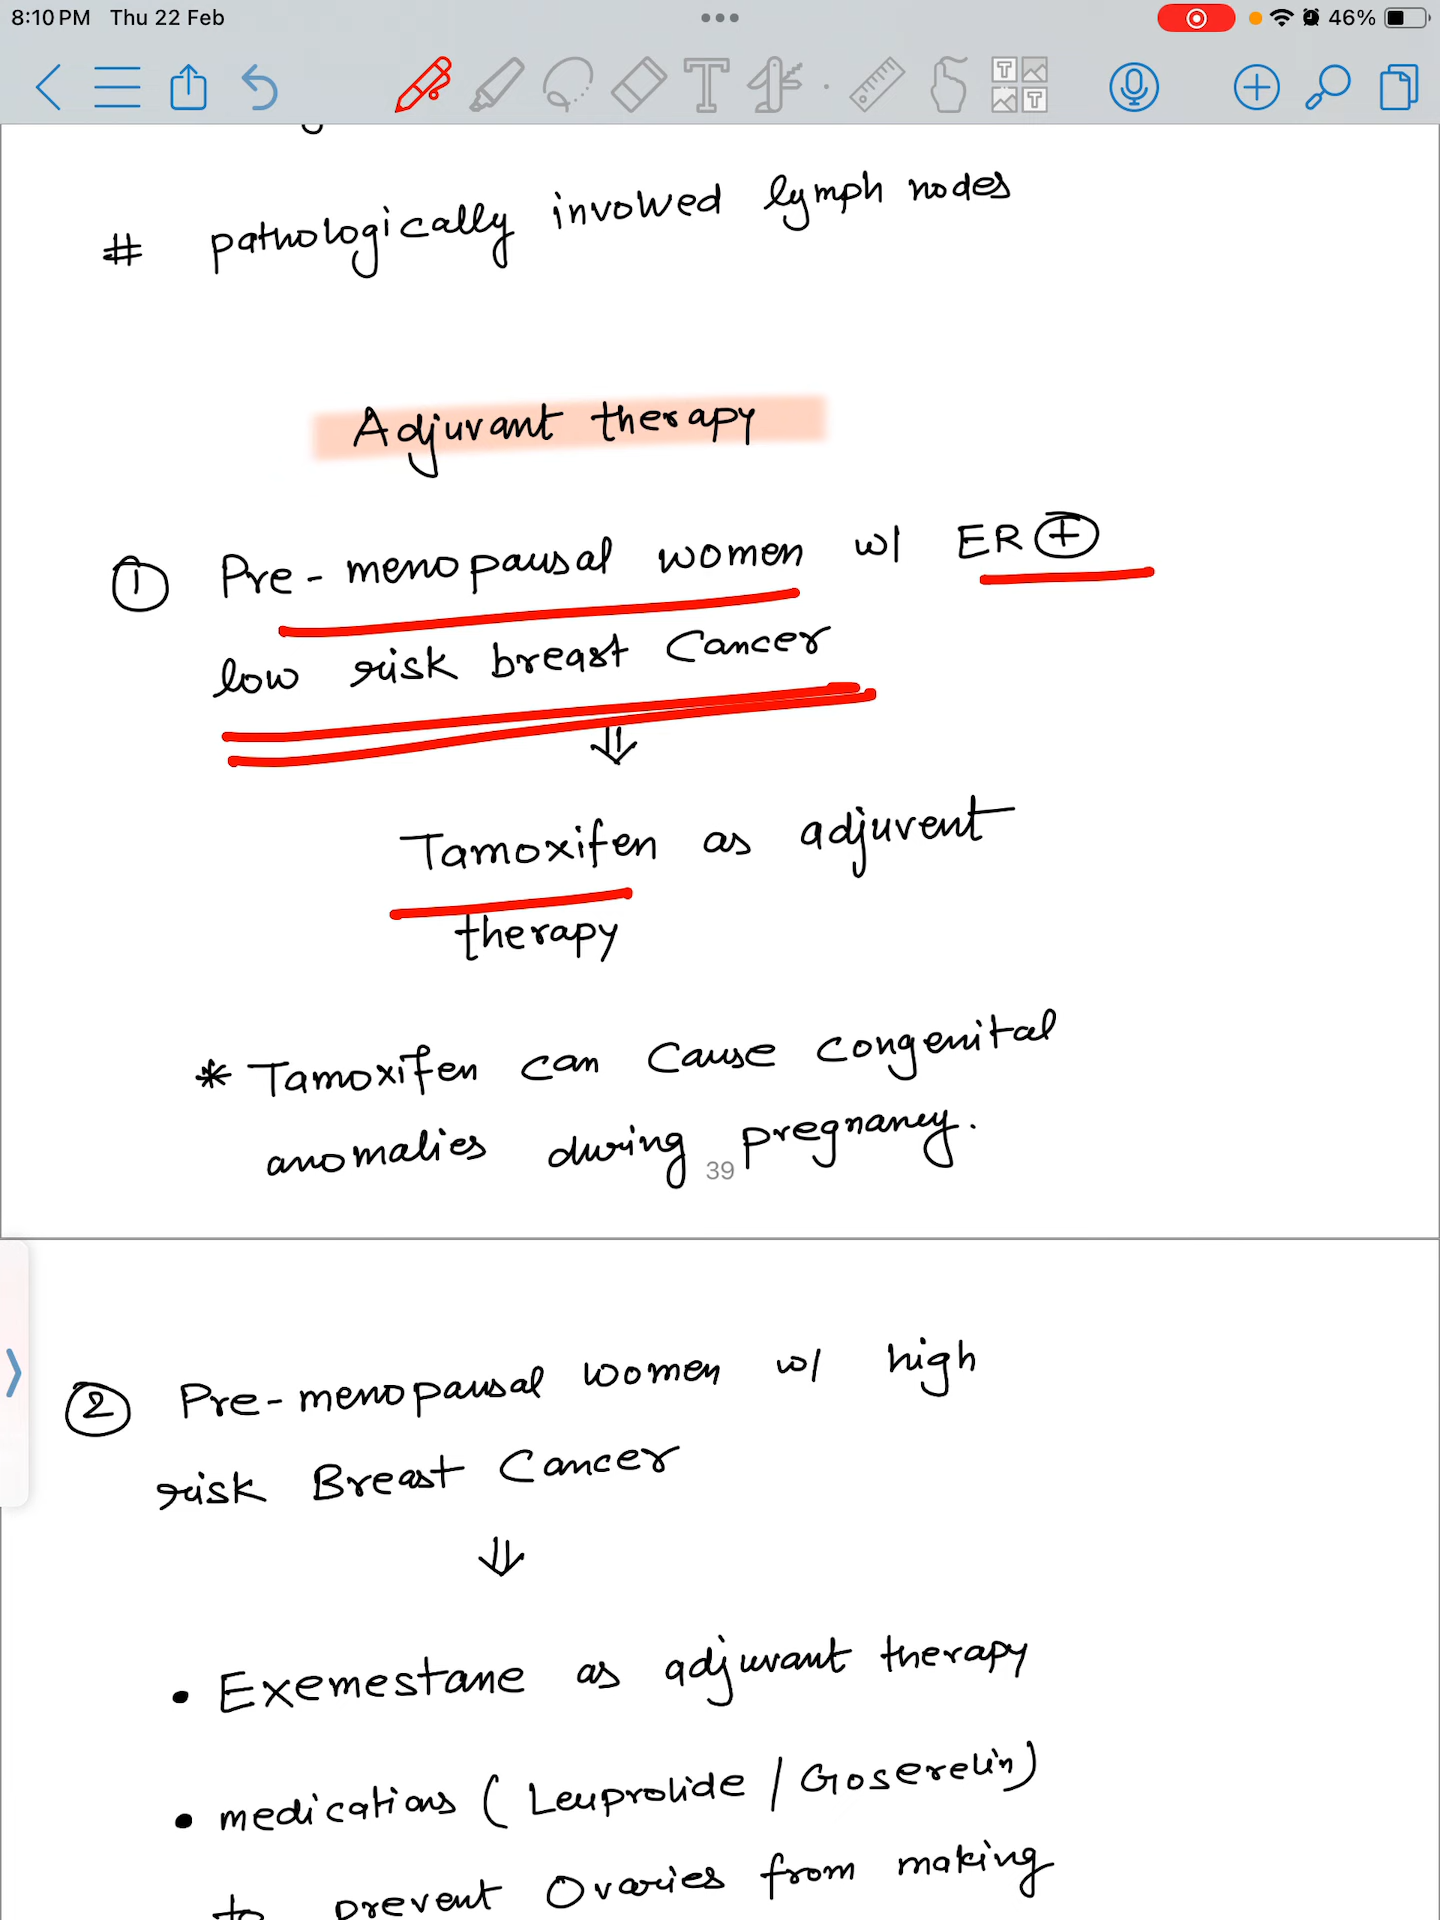 8:10 PM Thu 22 Feb
46%
# pathologically involved lymph nodes
Adjuvant therapy
① Pre-menopausal women w/ ER ⊕
low risk breast Cancer
⇓
Tamoxifen as adjuvent
therapy
* Tamoxifen can cause congenital
anomalies during pregnancy.
39
② Pre-menopausal women w/ high
risk Breast Cancer
⇓
• Exemestane as adjuvant therapy
• medications (Leuprolide / Goserelin)
to prevent Ovaries from making